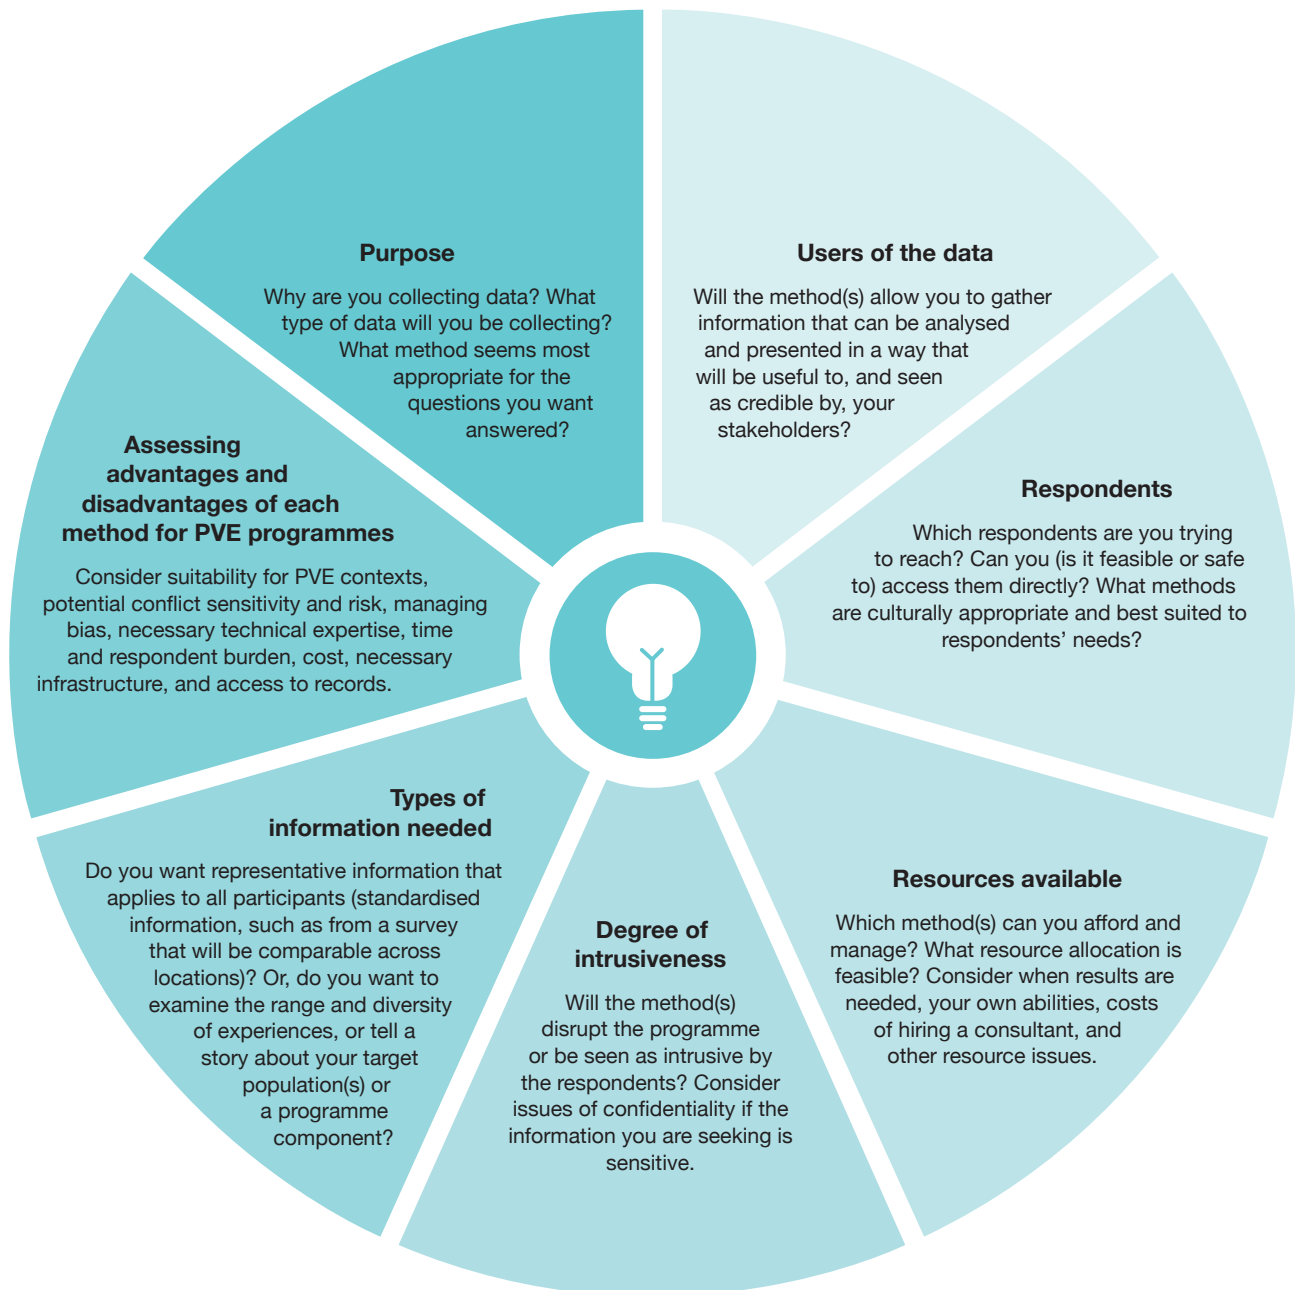 Purpose
Why are you collecting data? What
type of data will you be collecting?
What method seems most
appropriate for the
questions you want
answered?
Users of the data
Will the method(s) allow you to gather
information that can be analysed
and presented in a way that
will be useful to, and seen
as credible by, your
stakeholders?
Respondents
Which respondents are you trying
to reach? Can you (is it feasible or safe
to) access them directly? What methods
are culturally appropriate and best suited to
respondents’ needs?
Resources available
Which method(s) can you afford and
manage? What resource allocation is
feasible? Consider when results are
needed, your own abilities, costs
of hiring a consultant, and
other resource issues.
Degree of
intrusiveness
Will the method(s)
disrupt the programme
or be seen as intrusive by
the respondents? Consider
issues of confidentiality if the
information you are seeking is
sensitive.
Types of
information needed
Do you want representative information that
applies to all participants (standardised
information, such as from a survey
that will be comparable across
locations)? Or, do you want to
examine the range and diversity
of experiences, or tell a
story about your target
population(s) or
a programme
component?
Assessing
advantages and
disadvantages of each
method for PVE programmes
Consider suitability for PVE contexts,
potential conflict sensitivity and risk, managing
bias, necessary technical expertise, time
and respondent burden, cost, necessary
infrastructure, and access to records.